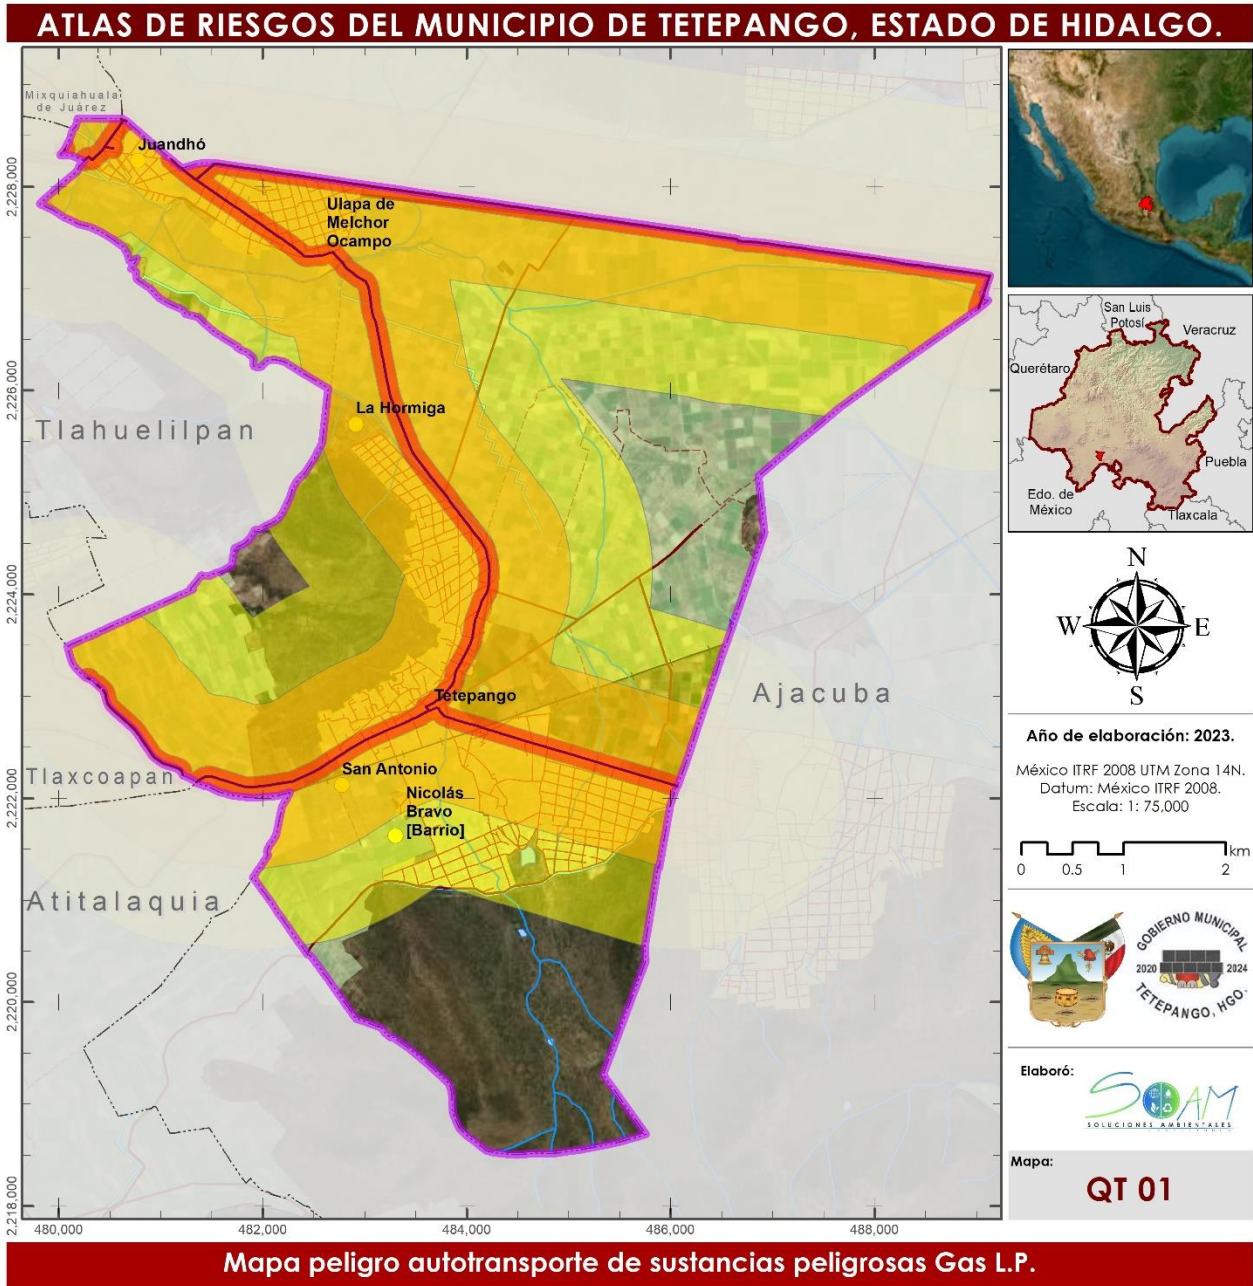 ATLAS DE RIESGOS DEL MUNICIPIO DE TETEPANGO, ESTADO DE HIDALGO.
Mixquiahuala
de Juárez
Juandhó
Ulapa de
Melchor
Ocampo
La Hormiga
Tlahuelilpan
Tetepango
Ajacuba
Tlaxcoapan
San Antonio
Nicolás
Bravo
[Barrio]
Atitalaquia
2,228,000
2,226,000
2,224,000
2,222,000
2,220,000
2,218,000
480,000
482,000
484,000
486,000
488,000
San Luis
Potosí
Veracruz
Querétaro
Puebla
Edo. de
México
Tlaxcala
N
W
E
S
Año de elaboración: 2023.
México ITRF 2008 UTM Zona 14N.
Datum: México ITRF 2008.
Escala: 1: 75,000
km
0 0.5 1 2
GOBIERNO MUNICIPAL
2020 2024
TETEPANGO, HGO.
Elaboró:
SOAM
SOLUCIONES AMBIENTALES
Mapa:
QT 01
Mapa peligro autotransporte de sustancias peligrosas Gas L.P.